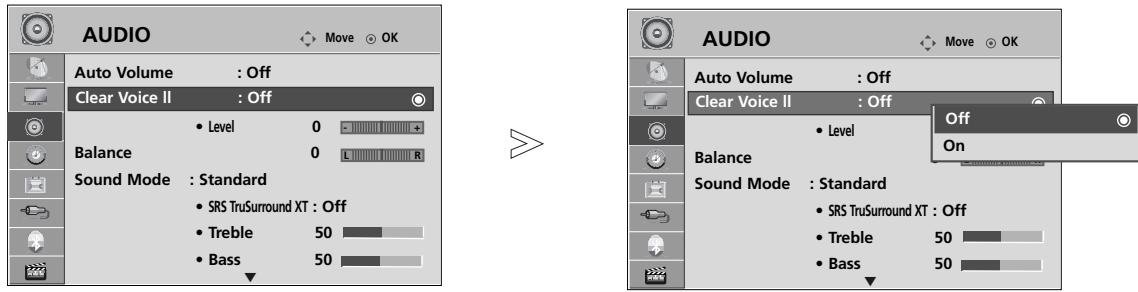 AUDIO Move OK
Auto Volume : Off
Clear Voice II : Off
• Level 0 - +
Balance 0 L R
Sound Mode : Standard
• SRS TruSurround XT : Off
• Treble 50
• Bass 50
AUDIO Move OK
Auto Volume : Off
Clear Voice II : Off
Off
• Level
On
Balance
Sound Mode : Standard
• SRS TruSurround XT : Off
• Treble 50
• Bass 50